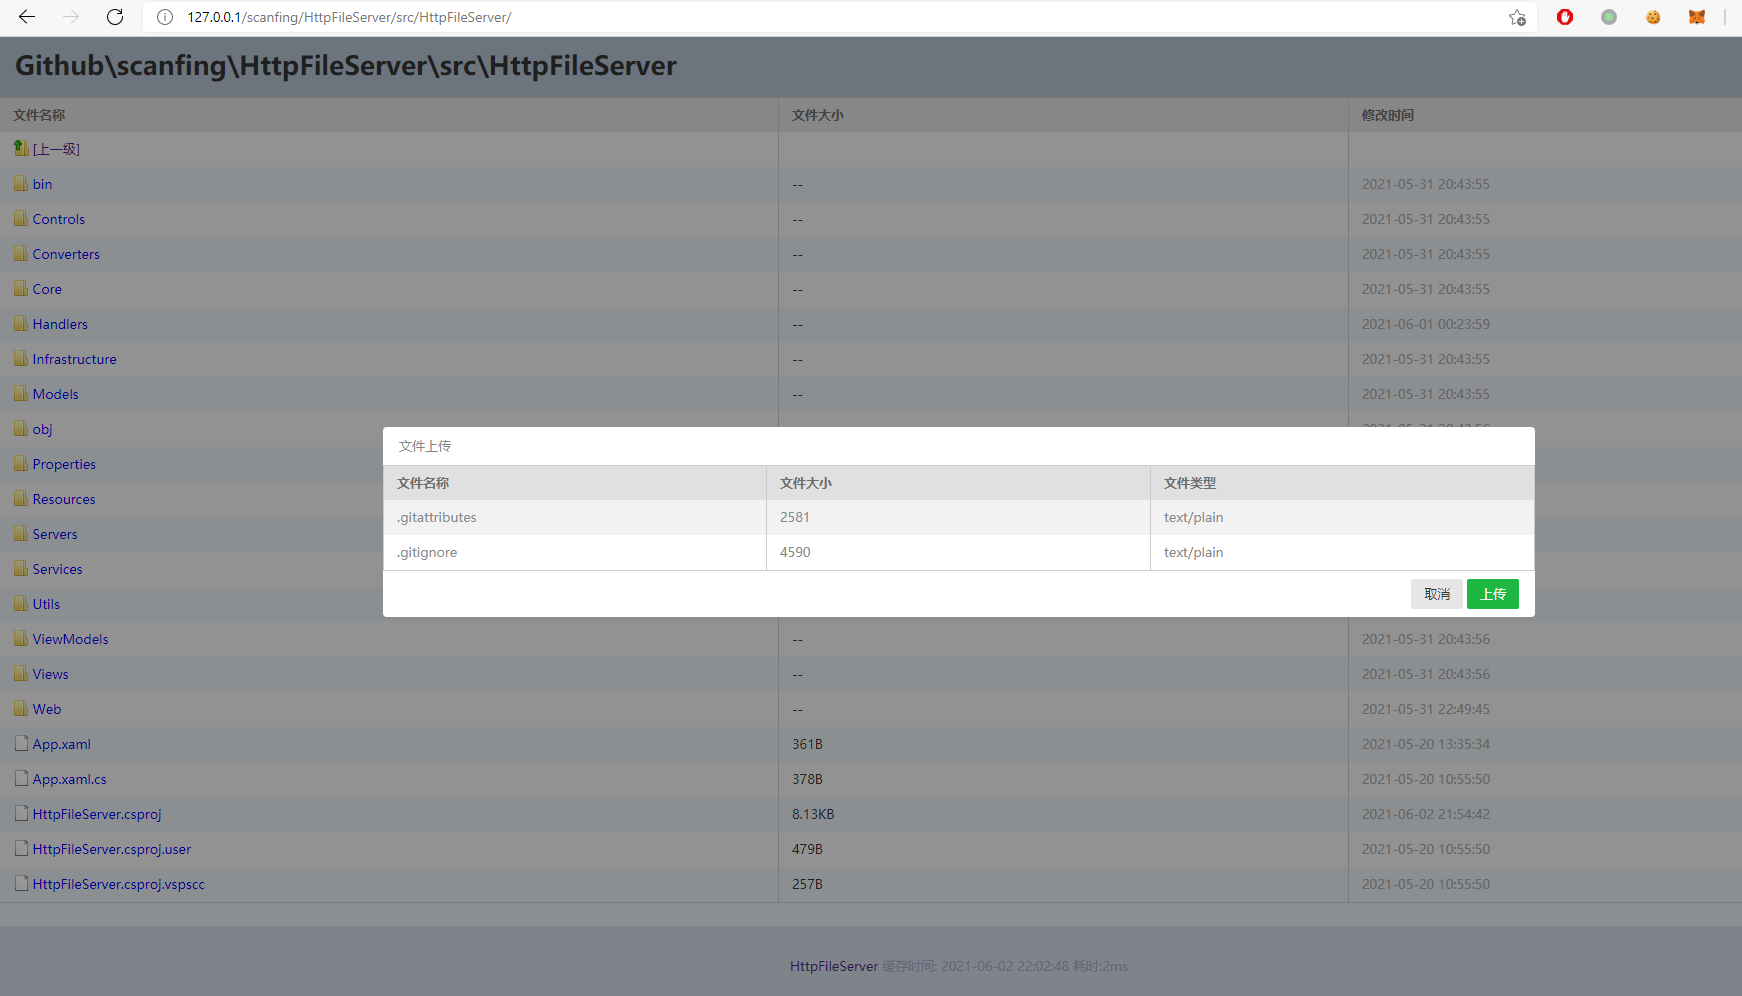 127.0.0.1/scanfing/HttpFileServer/src/HttpFileServer/
Github\scanfing\HttpFileServer\src\HttpFileServer
文件名称 文件大小 修改时间
[上一级]
bin -- 2021-05-31 20:43:55
Controls -- 2021-05-31 20:43:55
Converters -- 2021-05-31 20:43:55
Core -- 2021-05-31 20:43:55
Handlers -- 2021-06-01 00:23:59
Infrastructure -- 2021-05-31 20:43:55
Models -- 2021-05-31 20:43:55
obj
Properties
Resources
Servers
Services
Utils
文件上传
文件名称 文件大小 文件类型
.gitattributes 2581 text/plain
.gitignore 4590 text/plain
取消 上传
ViewModels -- 2021-05-31 20:43:56
Views -- 2021-05-31 20:43:56
Web -- 2021-05-31 22:49:45
App.xaml 361B 2021-05-20 13:35:34
App.xaml.cs 378B 2021-05-20 10:55:50
HttpFileServer.csproj 8.13KB 2021-06-02 21:54:42
HttpFileServer.csproj.user 479B 2021-05-20 10:55:50
HttpFileServer.csproj.vspscc 257B 2021-05-20 10:55:50
HttpFileServer 缓存时间: 2021-06-02 22:02:48 耗时:2ms